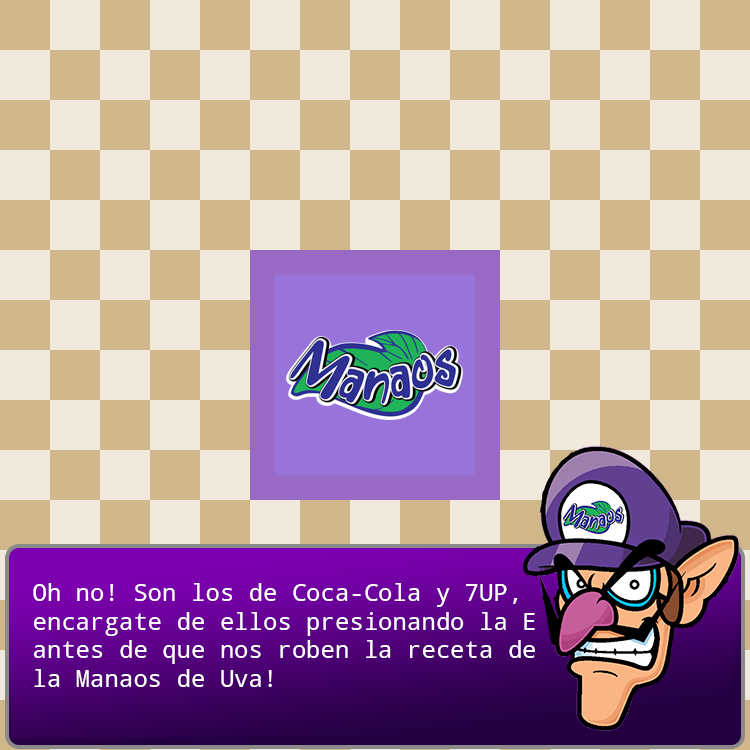 Manaos
Manaos
Oh no! Son los de Coca-Cola y 7UP,
encargate de ellos presionando la E
antes de que nos roben la receta de
la Manaos de Uva!